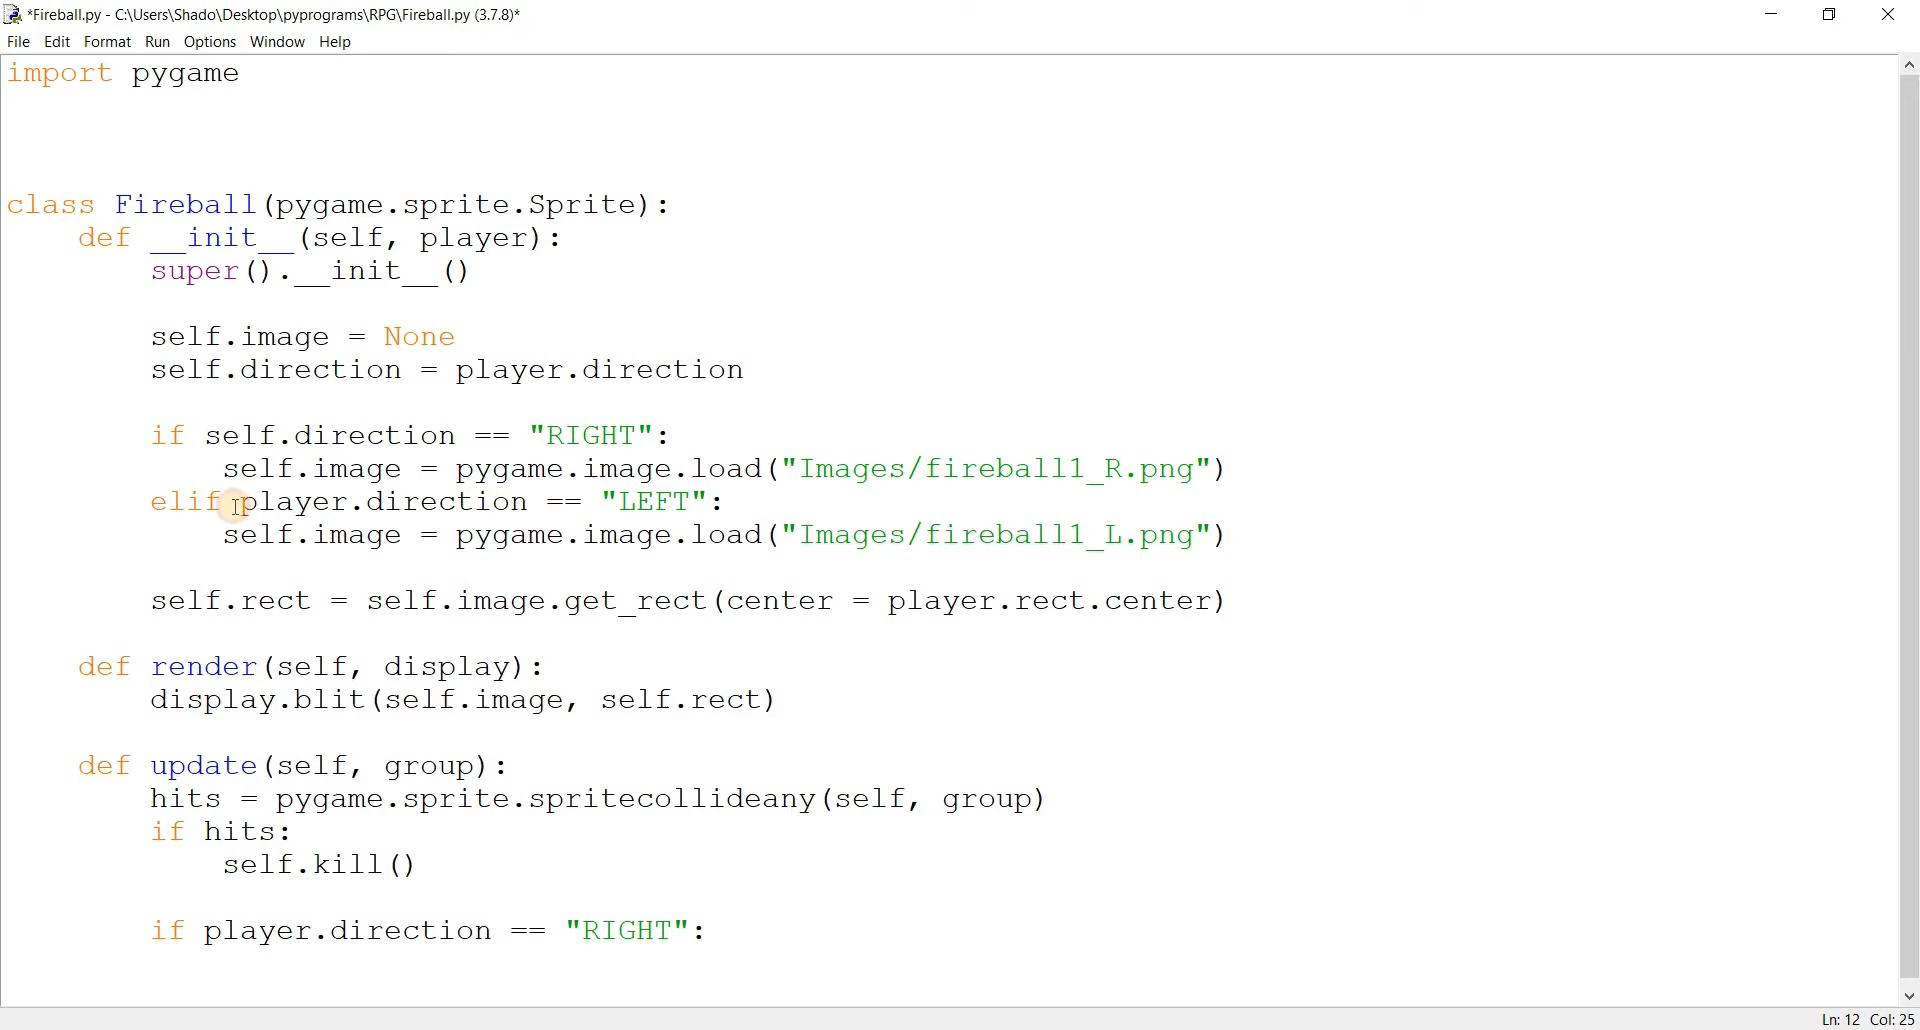 *Fireball.py - C:\Users\Shado\Desktop\pyprograms\RPG\Fireball.py (3.7.8)*
File Edit Format Run Options Window Help
import pygame
class Fireball(pygame.sprite.Sprite):
    def __init__(self, player):
        super().__init__()
        self.image = None
        self.direction = player.direction
        if self.direction == "RIGHT":
            self.image = pygame.image.load("Images/fireball1_R.png")
        elif player.direction == "LEFT":
            self.image = pygame.image.load("Images/fireball1_L.png")
        self.rect = self.image.get_rect(center = player.rect.center)
    def render(self, display):
        display.blit(self.image, self.rect)
    def update(self, group):
        hits = pygame.sprite.spritecollideany(self, group)
        if hits:
            self.kill()
        if player.direction == "RIGHT":
Ln: 12 Col: 25